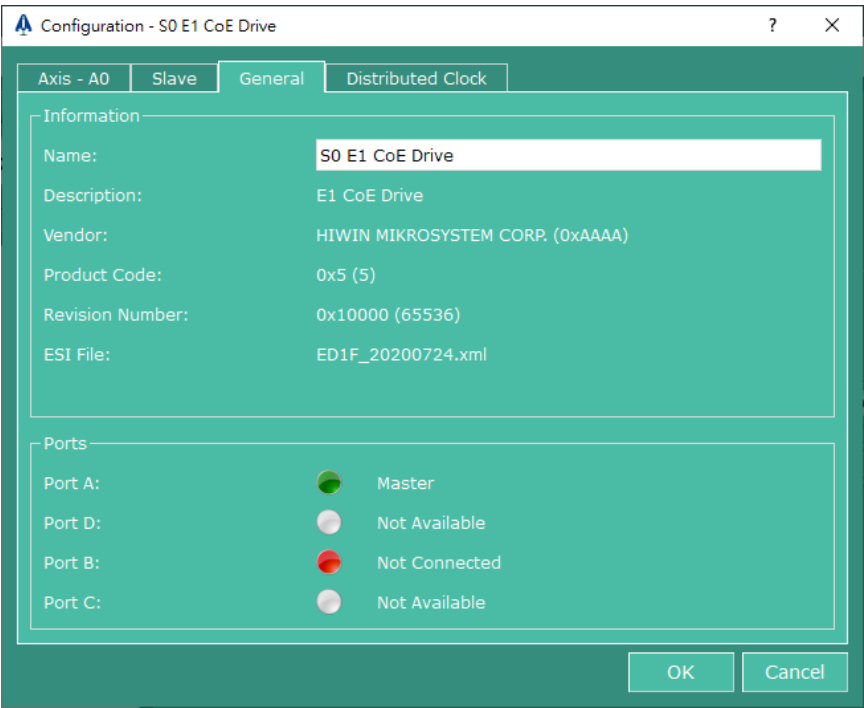 Configuration - S0 E1 CoE Drive ?
Axis - A0 Slave General Distributed Clock
Information
Name: S0 E1 CoE Drive
Description: E1 CoE Drive
Vendor: HIWIN MIKROSYSTEM CORP. (0xAAAA)
Product Code: 0x5 (5)
Revision Number: 0x10000 (65536)
ESI File: ED1F_20200724.xml
Ports
Port A: Master
Port D: Not Available
Port B: Not Connected
Port C: Not Available
OK Cancel